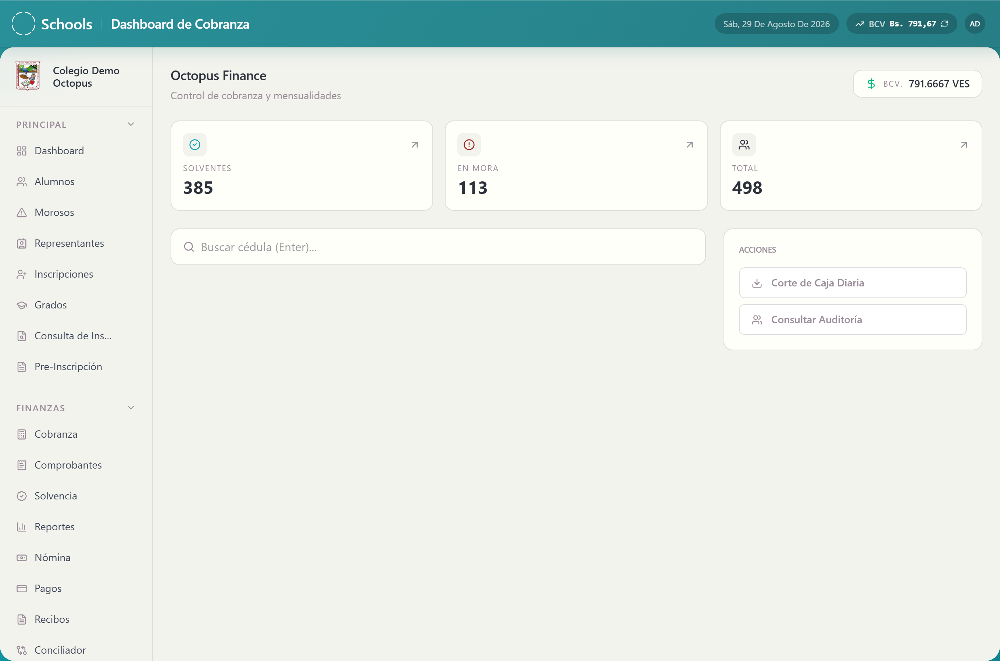 Schools
Dashboard de Cobranza
Sáb, 29 De Agosto De 2026
BCV Bs. 791,67
AD
Colegio Demo
Octopus
PRINCIPAL
Dashboard
Alumnos
Morosos
Representantes
Inscripciones
Grados
Consulta de Ins...
Pre-Inscripción
FINANZAS
Cobranza
Comprobantes
Solvencia
Reportes
Nómina
Pagos
Recibos
Conciliador
Octopus Finance
Control de cobranza y mensualidades
BCV: 791.6667 VES
SOLVENTES
385
EN MORA
113
TOTAL
498
Buscar cédula (Enter)...
ACCIONES
Corte de Caja Diaria
Consultar Auditoría